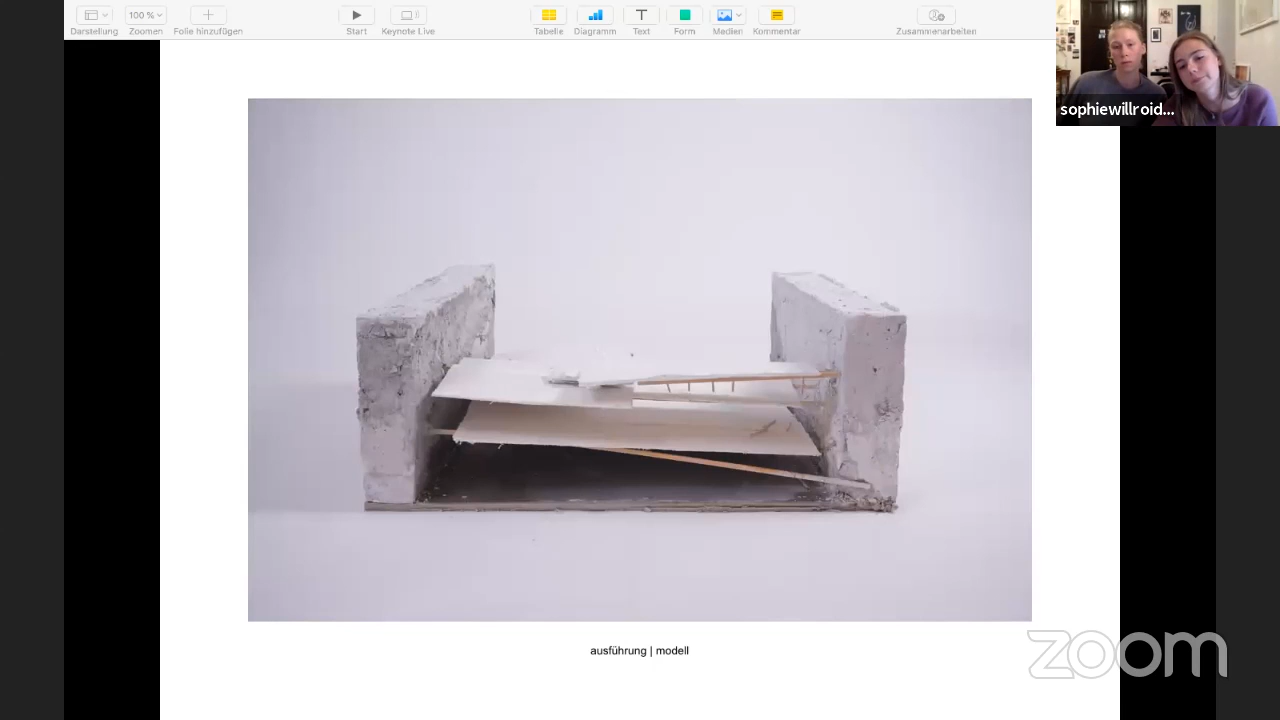 100 %
Darstellung Zoomen Folie hinzufügen Start Keynote Live Tabelle Diagramm Text Form Medien Kommentar Zusammenarbeiten
sophiewillroid...
ausführung | modell
zoom